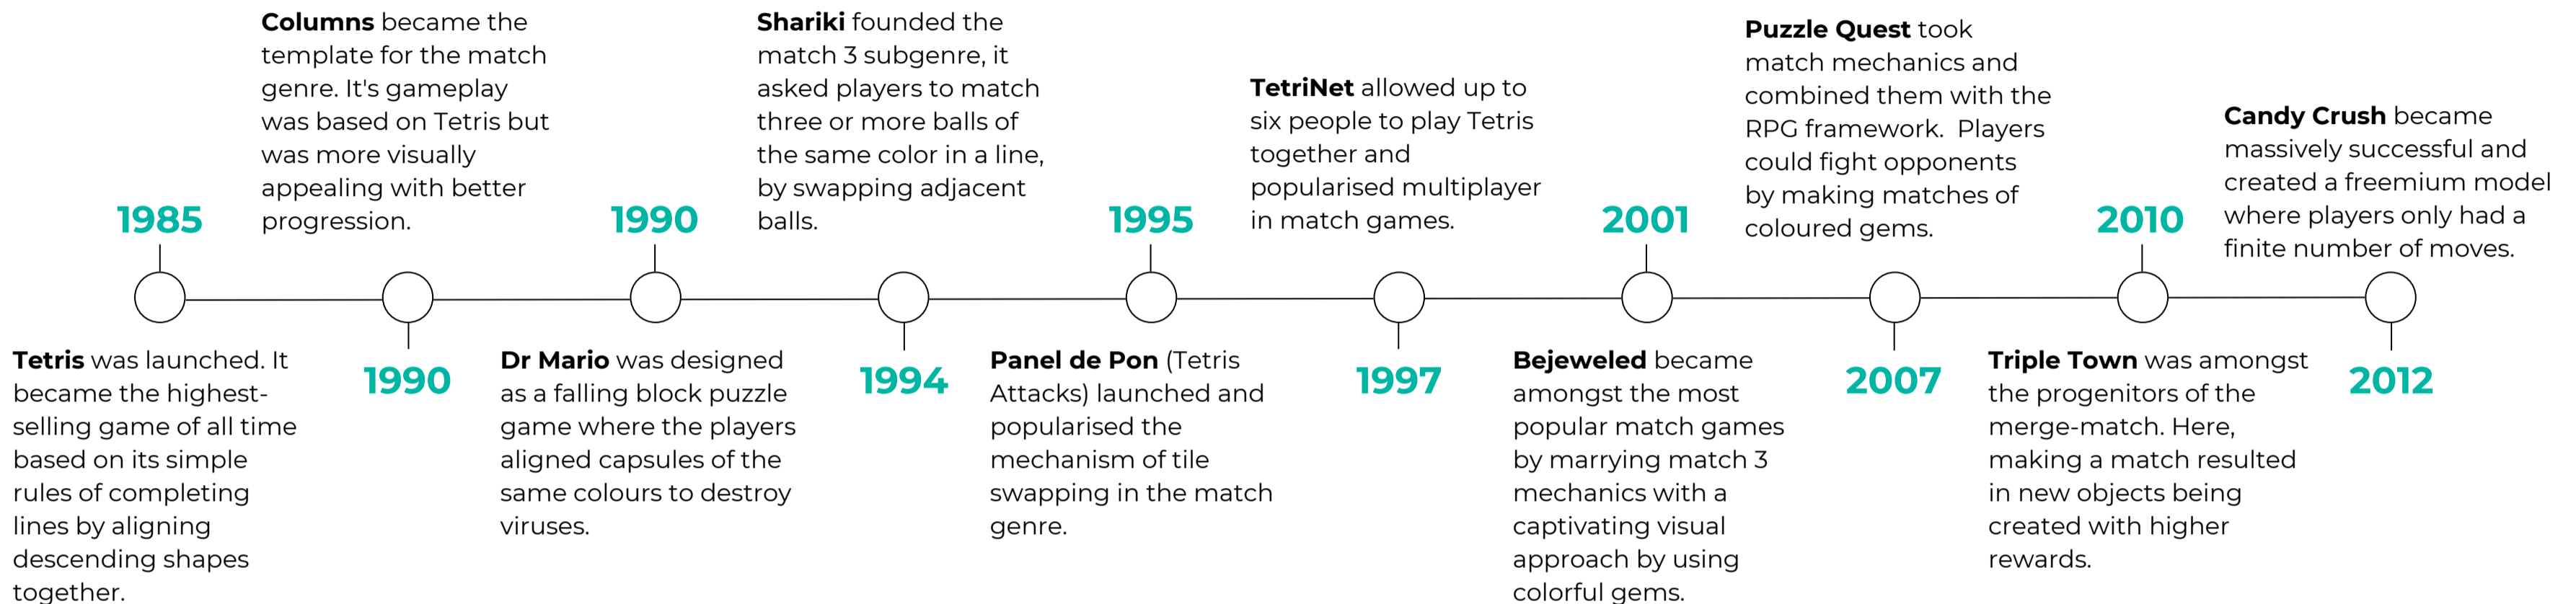 1985
Tetris was launched. It
became the highest-
selling game of all time
based on its simple
rules of completing
lines by aligning
descending shapes
together.
Columns became the
template for the match
genre. It's gameplay
was based on Tetris but
was more visually
appealing with better
progression.
1990
1990
Dr Mario was designed
as a falling block puzzle
game where the players
aligned capsules of the
same colours to destroy
viruses.
Shariki founded the
match 3 subgenre, it
asked players to match
three or more balls of
the same color in a line,
by swapping adjacent
balls.
1994
1995
Panel de Pon (Tetris
Attacks) launched and
popularised the
mechanism of tile
swapping in the match
genre.
TetriNet allowed up to
six people to play Tetris
together and
popularised multiplayer
in match games.
1997
2001
Bejeweled became
amongst the most
popular match games
by marrying match 3
mechanics with a
captivating visual
approach by using
colorful gems.
Puzzle Quest took
match mechanics and
combined them with the
RPG framework.  Players
could fight opponents
by making matches of
coloured gems.
2007
2010
Triple Town was amongst
the progenitors of the
merge-match. Here,
making a match resulted
in new objects being
created with higher
rewards.
Candy Crush became
massively successful and
created a freemium model
where players only had a
finite number of moves.
2012